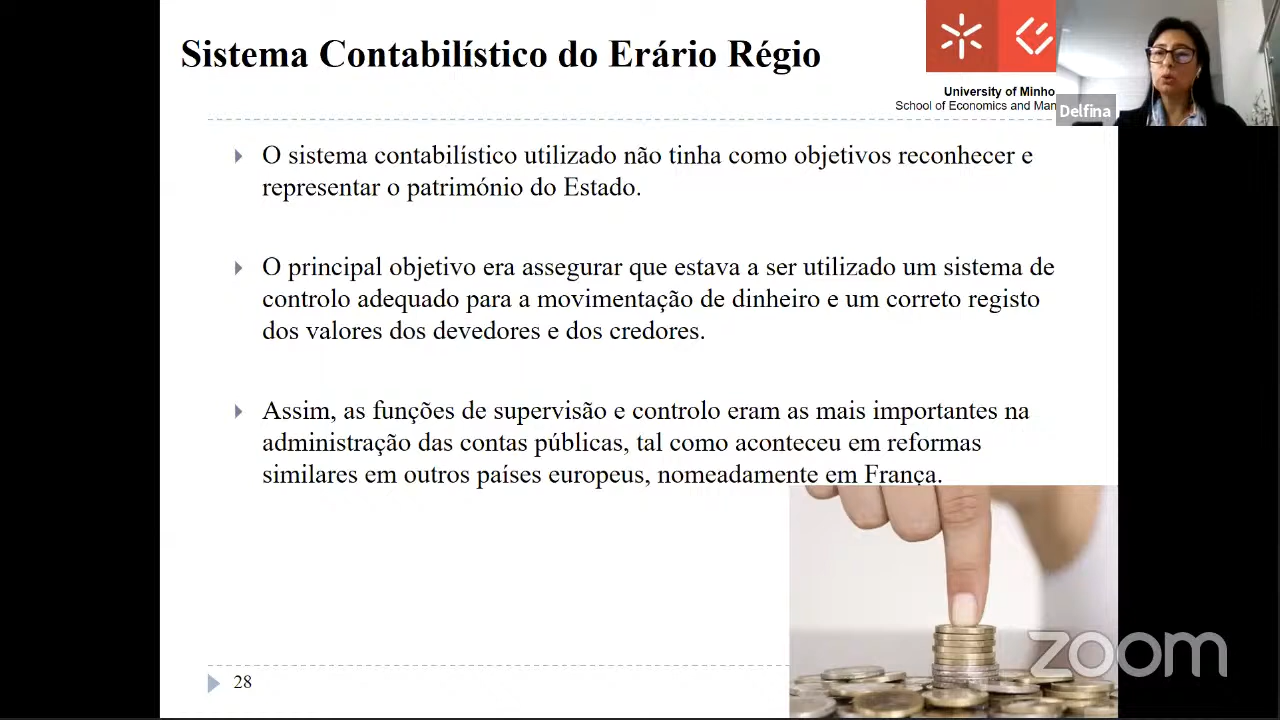 Sistema Contabilístico do Erário Régio
University of Minho
School of Economics and Man
Delfina
O sistema contabilístico utilizado não tinha como objetivos reconhecer e
representar o património do Estado.
O principal objetivo era assegurar que estava a ser utilizado um sistema de
controlo adequado para a movimentação de dinheiro e um correto registo
dos valores dos devedores e dos credores.
Assim, as funções de supervisão e controlo eram as mais importantes na
administração das contas públicas, tal como aconteceu em reformas
similares em outros países europeus, nomeadamente em França.
zoom
28